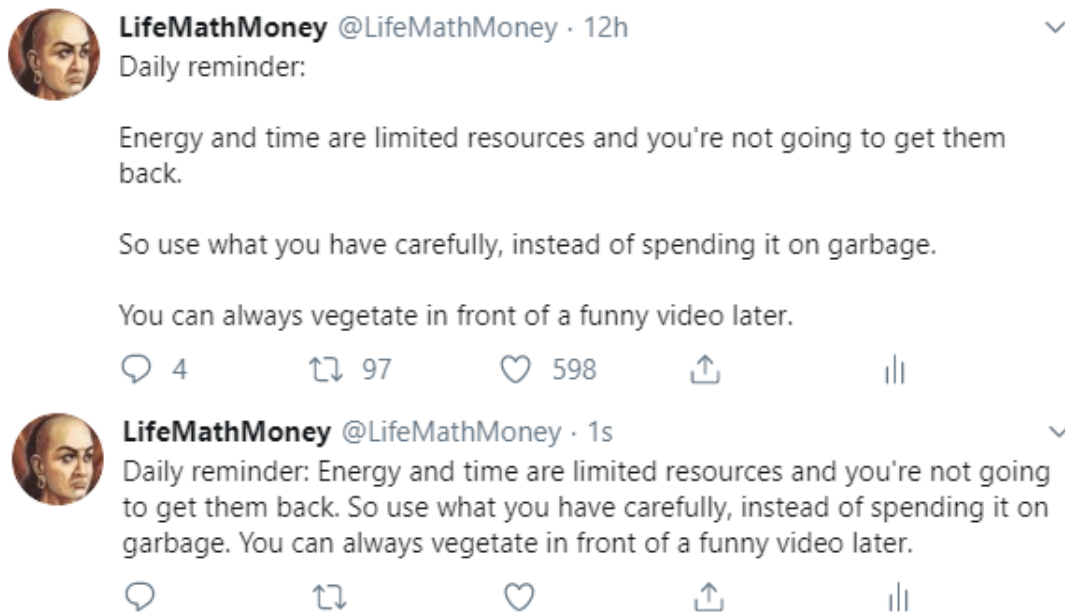 LifeMathMoney @LifeMathMoney · 12h
Daily reminder:
Energy and time are limited resources and you're not going to get them
back.
So use what you have carefully, instead of spending it on garbage.
You can always vegetate in front of a funny video later.
4 97 598
LifeMathMoney @LifeMathMoney · 1s
Daily reminder: Energy and time are limited resources and you're not going
to get them back. So use what you have carefully, instead of spending it on
garbage. You can always vegetate in front of a funny video later.